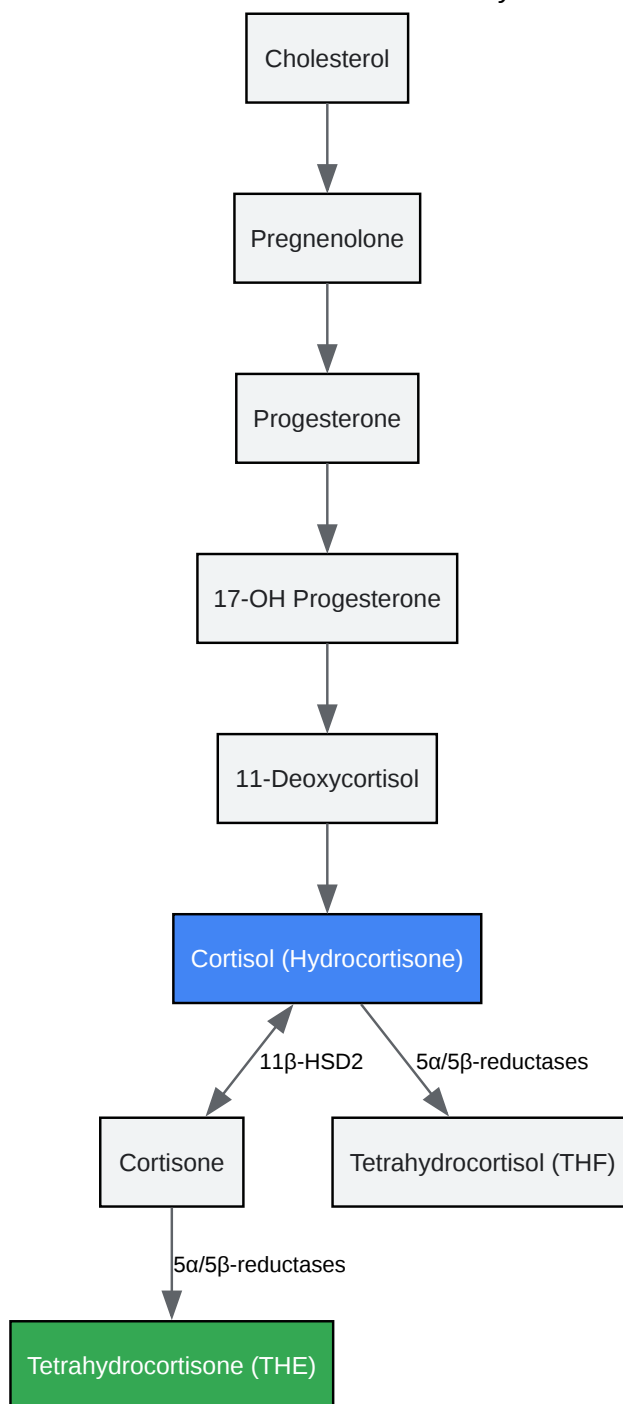 Cholesterol
Pregnenolone
Progesterone
17-OH Progesterone
11-Deoxycortisol
Cortisol (Hydrocortisone)
11β-HSD2
5α/5β-reductases
Cortisone
Tetrahydrocortisol (THF)
5α/5β-reductases
Tetrahydrocortisone (THE)